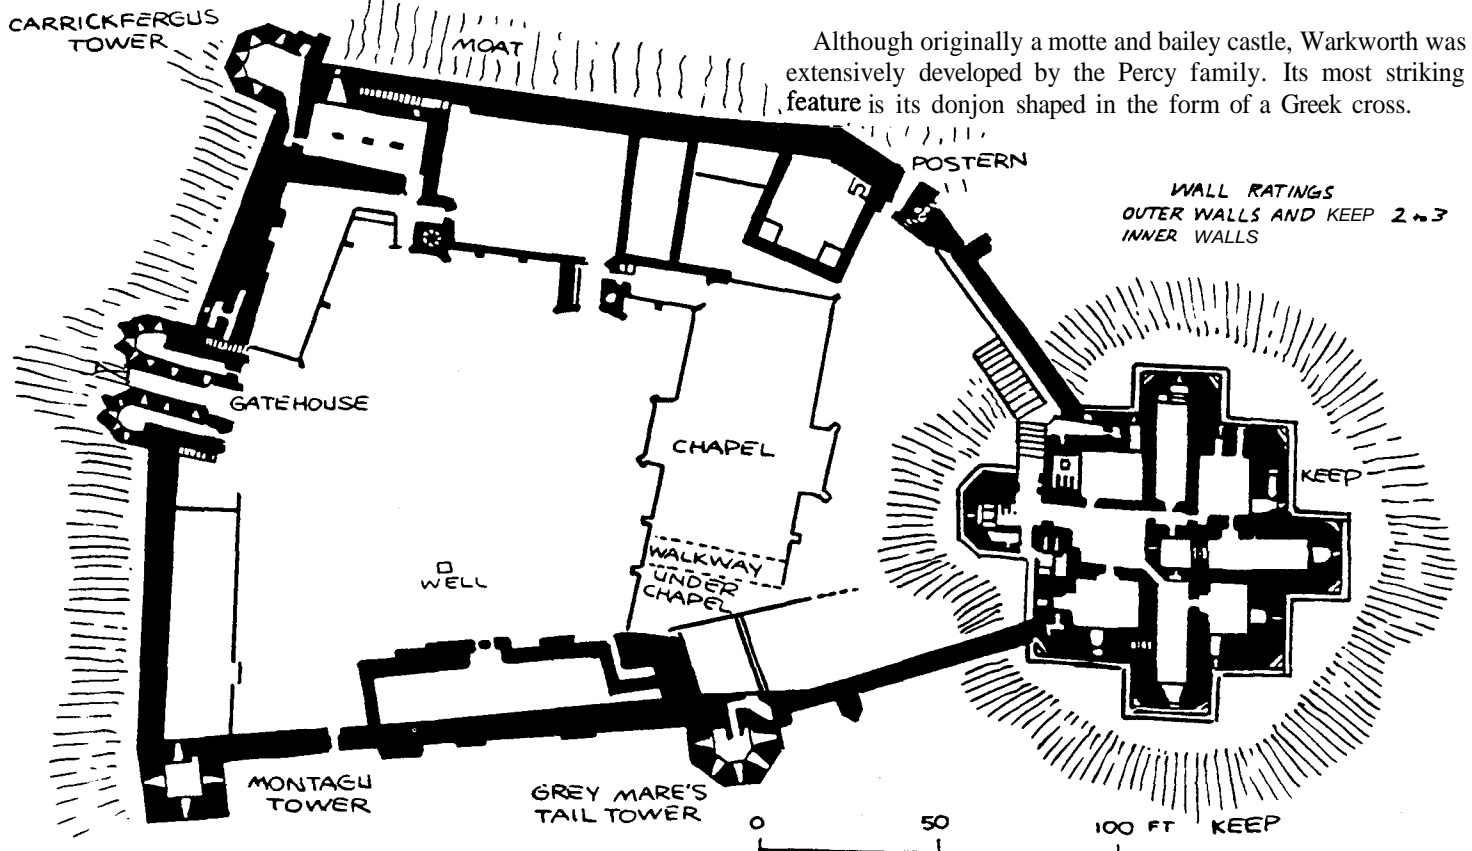 CARRICKFERGUS
TOWER
MOAT
Although originally a motte and bailey castle, Warkworth was
extensively developed by the Percy family. Its most striking
feature is its donjon shaped in the form of a Greek cross.
POSTERN
WALL RATINGS
OUTER WALLS AND KEEP 2 to 3
INNER WALLS
GATEHOUSE
CHAPEL
KEEP
WALKWAY
UNDER
CHAPEL
WELL
MONTAGU
TOWER
GREY MARE'S
TAIL TOWER
0 50 100 FT
KEEP